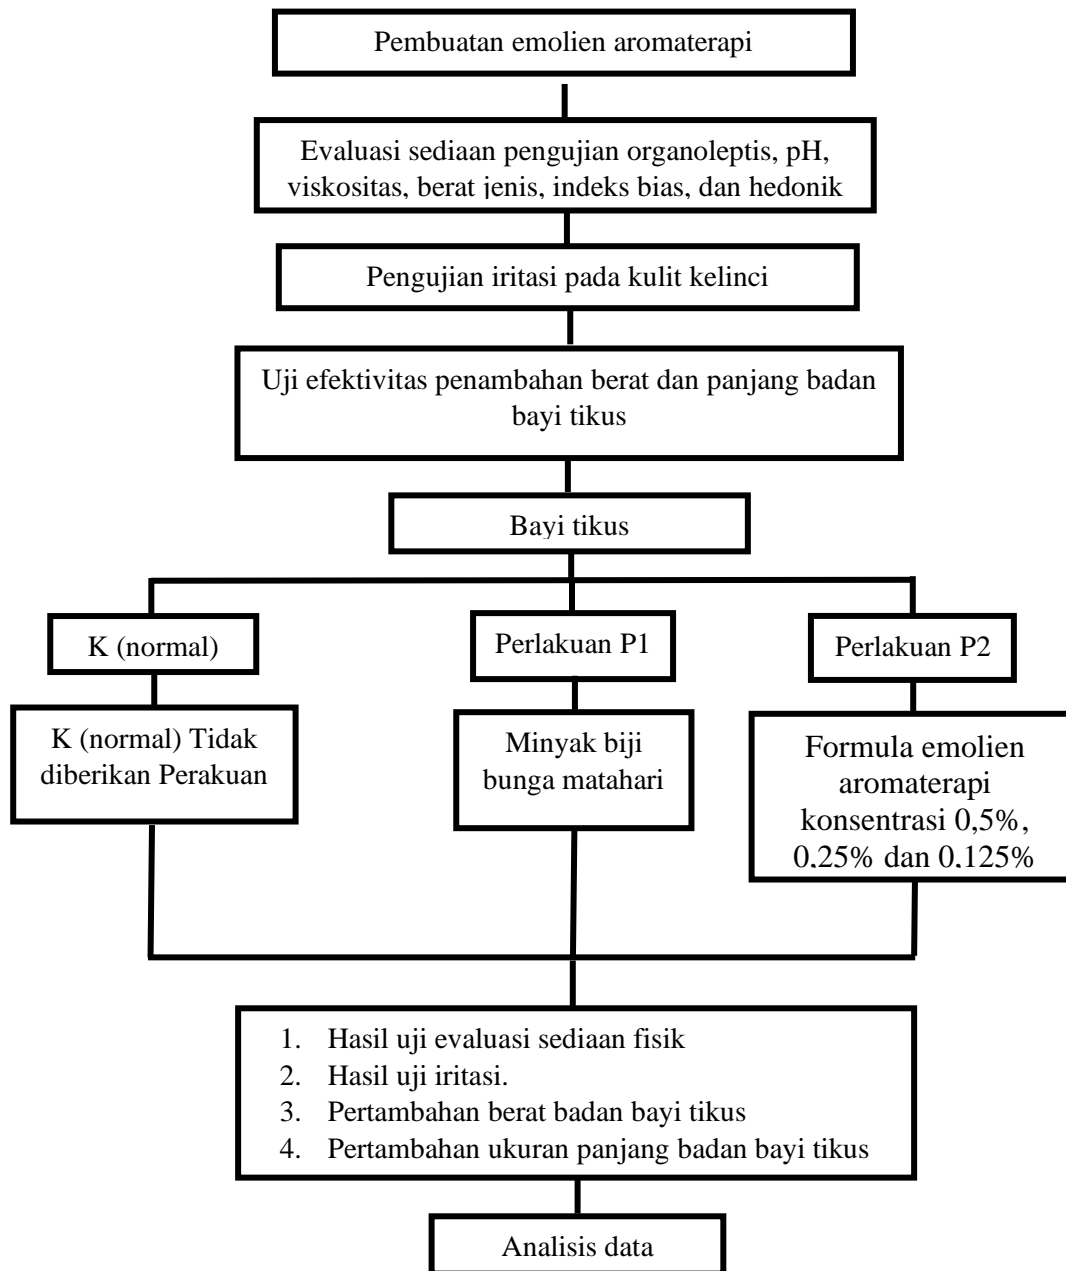 Pembuatan emolien aromaterapi
Evaluasi sediaan pengujian organoleptis, pH,
viskositas, berat jenis, indeks bias, dan hedonik
Pengujian iritasi pada kulit kelinci
Uji efektivitas penambahan berat dan panjang badan
bayi tikus
Bayi tikus
K (normal)
Perlakuan P1
Perlakuan P2
K (normal) Tidak
diberikan Perakuan
Minyak biji
bunga matahari
Formula emolien
aromaterapi
konsentrasi 0,5%,
0,25% dan 0,125%
1. Hasil uji evaluasi sediaan fisik
2. Hasil uji iritasi.
3. Pertambahan berat badan bayi tikus
4. Pertambahan ukuran panjang badan bayi tikus
Analisis data